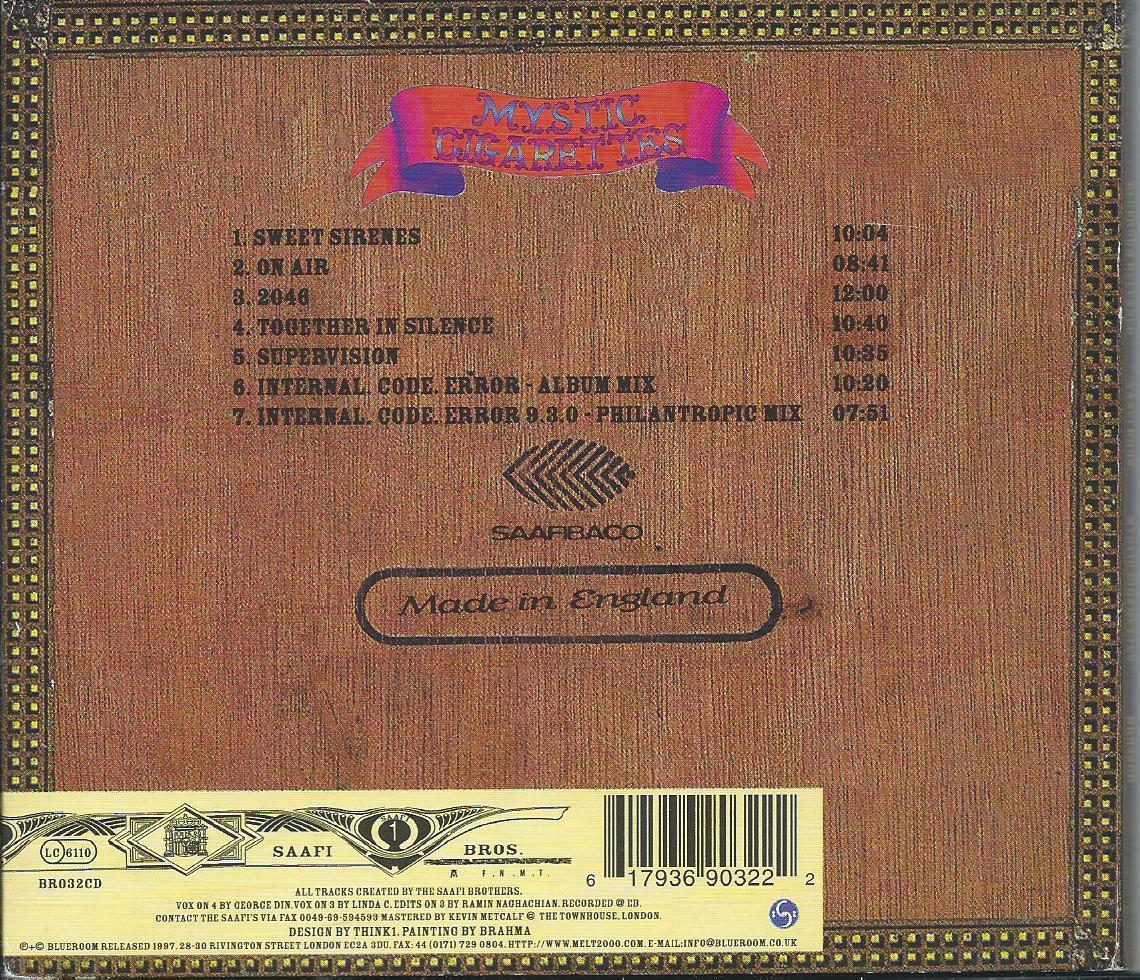 MYSTIC
CIGARETTES
1. SWEET SIRENES 10:04
2. ON AIR 08:41
3. 2046 12:00
4. TOGETHER IN SILENCE 10:40
5. SUPERVISION 10:35
6. INTERNAL. CODE. ERROR - ALBUM MIX 10:20
7. INTERNAL. CODE. ERROR 9.3.0 - PHILANTROPIC MIX 07:51
SAAFIBACO
Made in England
SAAFI
1
LC 6110
SAAFI BROS.
F.N.M.T.
BR032CD
6 17936 90322 2
ALL TRACKS CREATED BY THE SAAFI BROTHERS.
VOX ON 4 BY GEORGE DIN.VOX ON 3 BY LINDA C. EDITS ON 3 BY RAMIN NAGHACHIAN. RECORDED @ EB.
CONTACT THE SAAFI'S VIA FAX 0049-69-594593 MASTERED BY KEVIN METCALF @ THE TOWNHOUSE, LONDON.
DESIGN BY THINK1. PAINTING BY BRAHMA
℗+© BLUEROOM RELEASED 1997. 28-30 RIVINGTON STREET LONDON EC2A 3DU. FAX: 44 (0171) 729 0804. HTTP://WWW.MELT2000.COM. E-MAIL:INFO@BLUEROOM.CO.UK